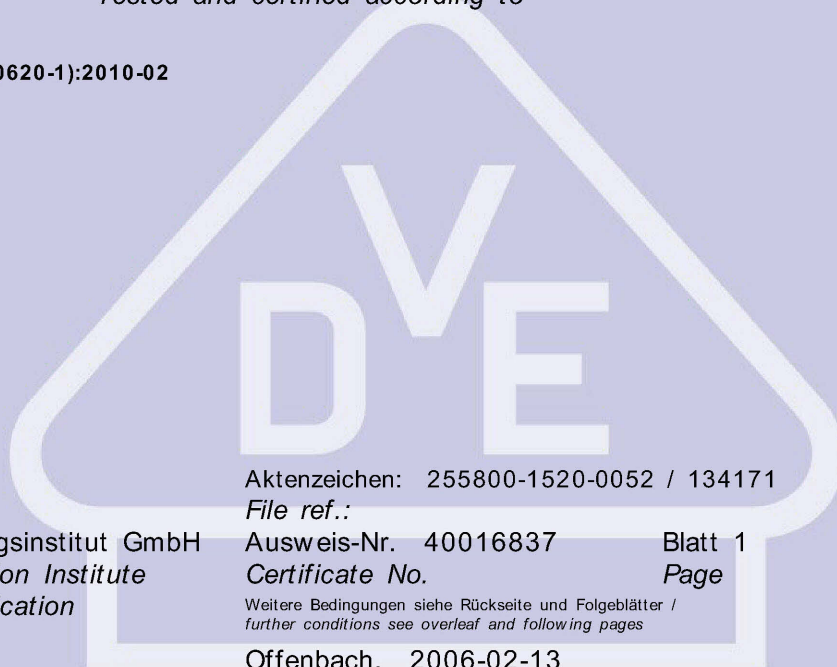 Tested and certified according to
0620-1):2010-02
V
D E
Aktenzeichen: 255800-1520-0052 / 134171
File ref.:
gsinstitut GmbH Ausweis-Nr. 40016837 Blatt 1
on Institute Certificate No. Page
cation Weitere Bedingungen siehe Rückseite und Folgeblätter /
further conditions see overleaf and following pages
Offenbach, 2006-02-13